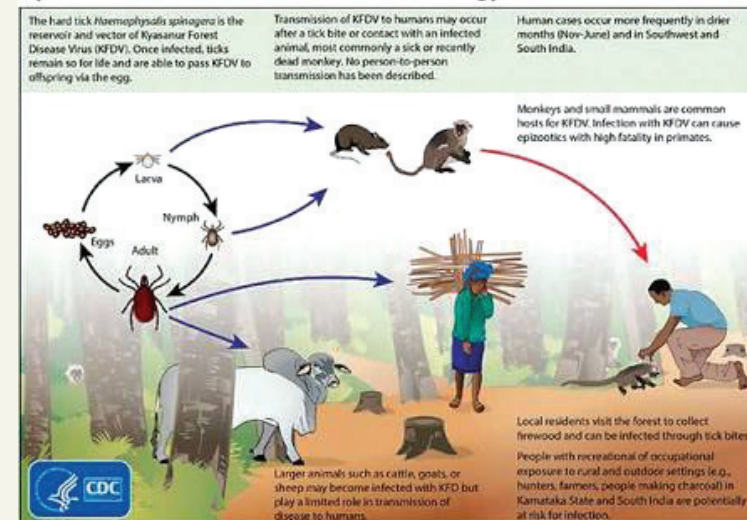 The hard tick Haemaphysalis spinagera is the
reservoir and vector of Kyasanur Forest
Disease Virus (KFDV). Once infected, ticks
remain so for life and are able to pass KFDV to
offspring via the egg.
Transmission of KFDV to humans may occur
after a tick bite or contact with an infected
animal, most commonly a sick or recently
dead monkey. No person-to-person
transmission has been described.
Human cases occur more frequently in drier
months (Nov-June) and in Southwest and
South India.
Monkeys and small mammals are common
hosts for KFDV. Infection with KFDV can cause
epizootics with high fatality in primates.
Larva
Nymph
Eggs
Adult
Local residents visit the forest to collect
firewood and can be infected through tick bites
People with recreational of occupational
exposure to rural and outdoor settings (e.g.,
hunters, farmers, people making charcoal) in
Karnataka State and South India are potentially
at risk for infection.
Larger animals such as cattle, goats, or
sheep may become infected with KFD but
play a limited role in transmission of
disease to humans.
CDC